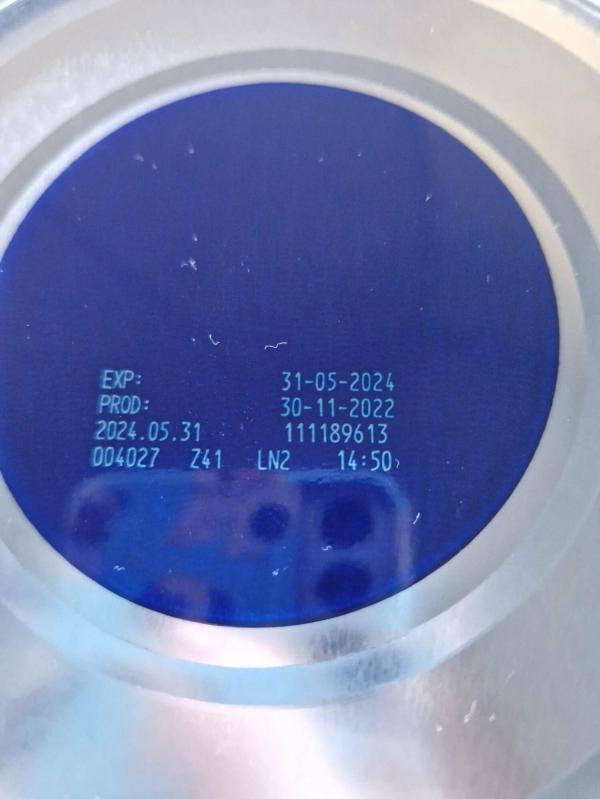 EXP: 31-05-2024
PROD: 30-11-2022
2024.05.31 111189613
004027 Z41 LN2 14:50